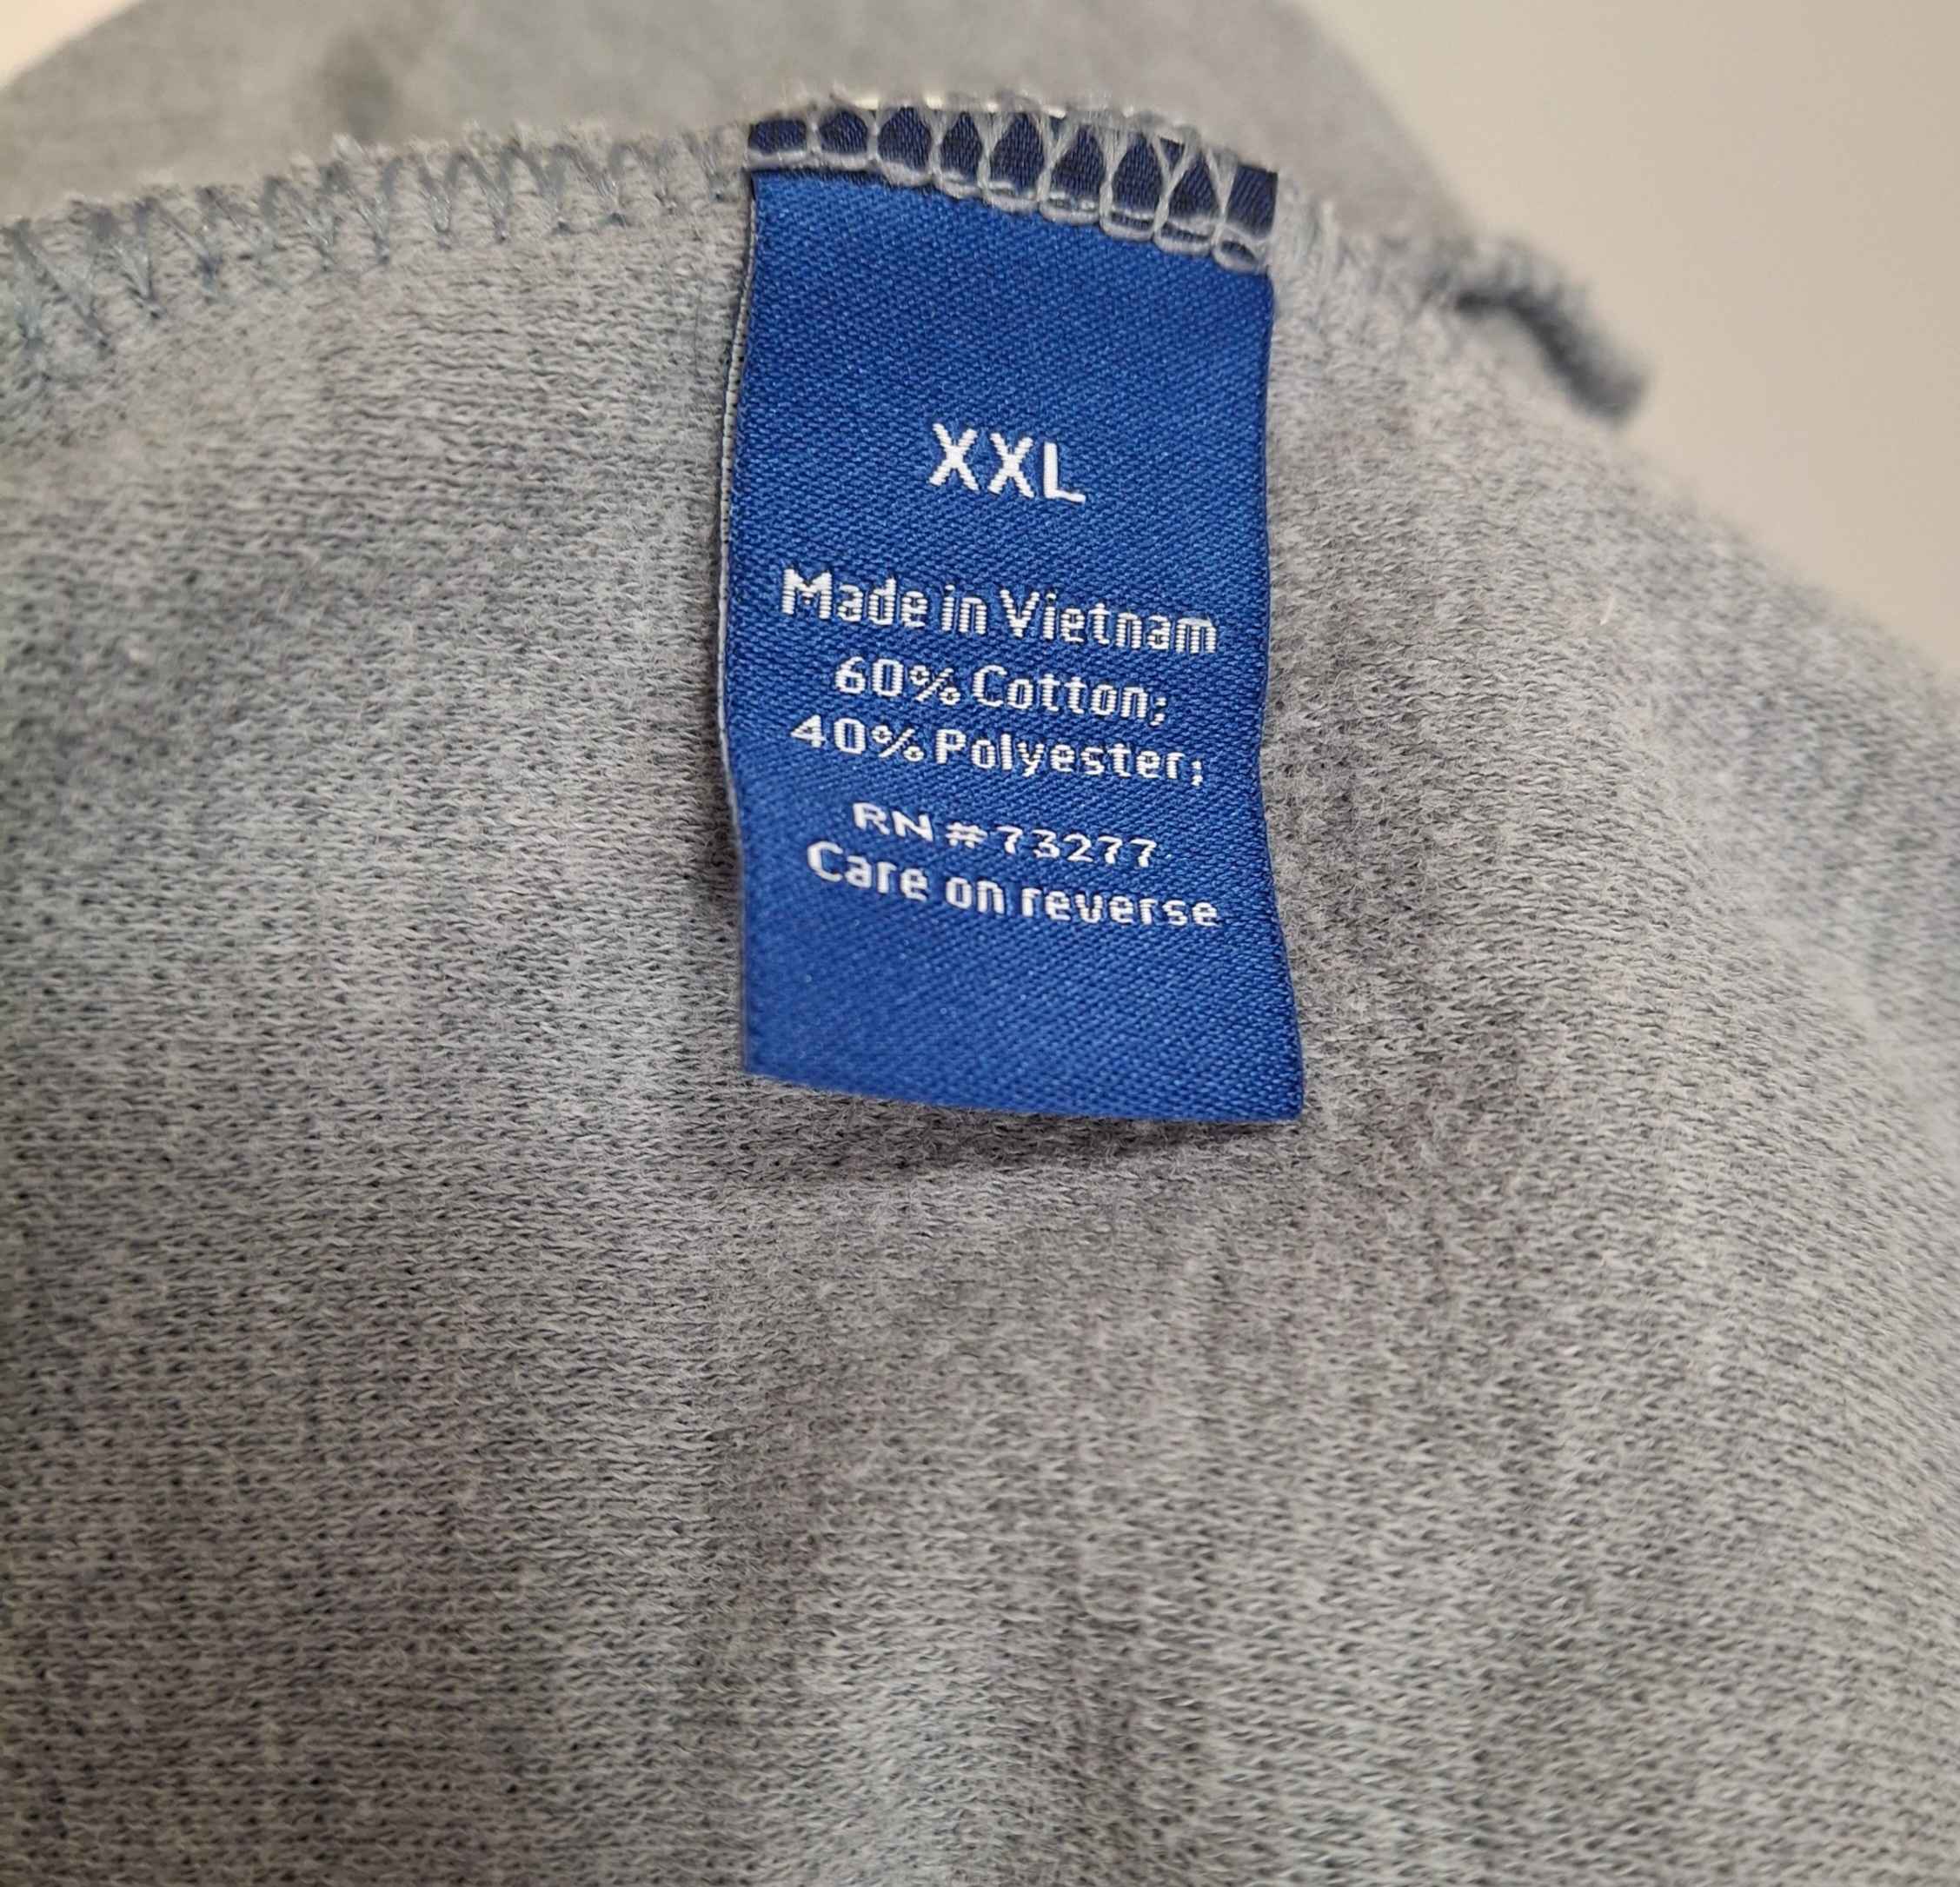 XXL
Made in Vietnam
60% Cotton;
40% Polyester;
RN #73277
Care on reverse